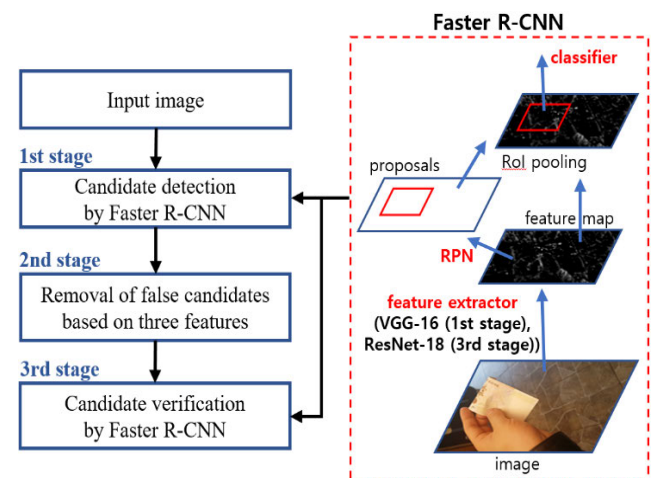 Input image
1st stage
Candidate detection
by Faster R-CNN
2nd stage
Removal of false candidates
based on three features
3rd stage
Candidate verification
by Faster R-CNN
Faster R-CNN
classifier
RoI pooling
proposals
feature map
RPN
feature extractor
(VGG-16 (1st stage),
ResNet-18 (3rd stage))
image